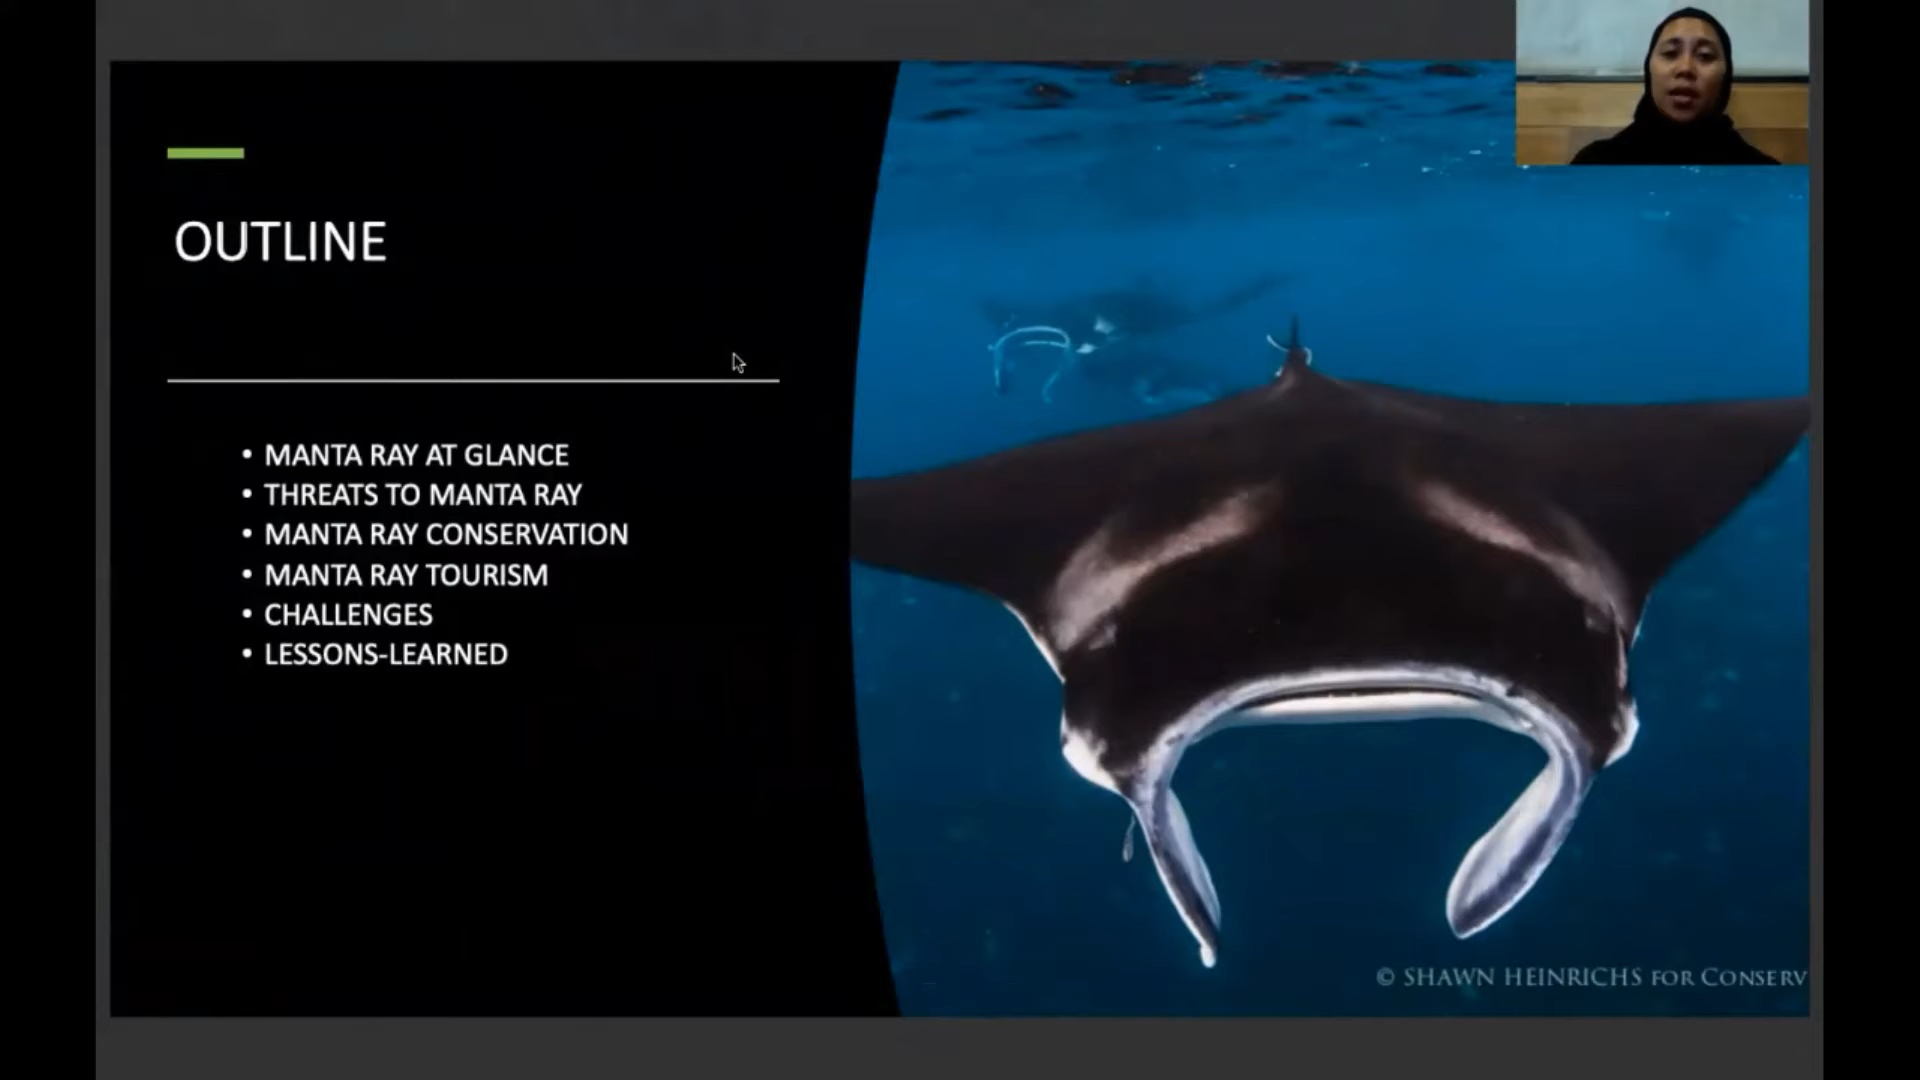 OUTLINE
• MANTA RAY AT GLANCE
• THREATS TO MANTA RAY
• MANTA RAY CONSERVATION
• MANTA RAY TOURISM
• CHALLENGES
• LESSONS-LEARNED
© SHAWN HEINRICHS FOR CONSERV